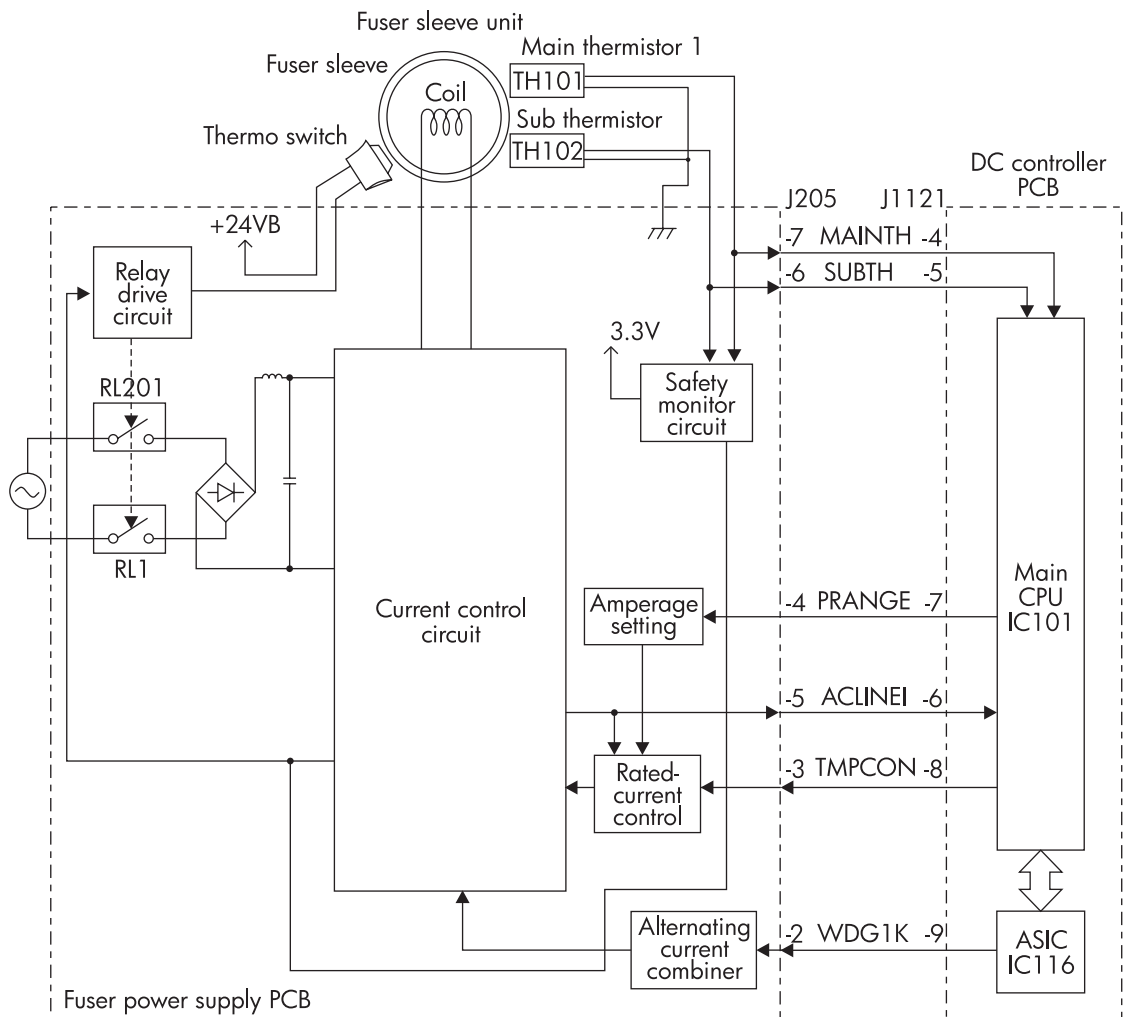 Fuser sleeve unit
Fuser sleeve
Main thermistor 1
TH101
Coil
Sub thermistor
Thermo switch
TH102
DC controller
PCB
J205 J1121
+24VB
-7 MAINTH -4
-6 SUBTH -5
Relay
drive
circuit
3.3V
Safety
monitor
circuit
RL201
RL1
Current control
circuit
Amperage
setting
-4 PRANGE -7
Main
CPU
IC101
-5 ACLINEI -6
Rated-
current
control
-3 TMPCON -8
Alternating
current
combiner
-2 WDG1K -9
ASIC
IC116
Fuser power supply PCB